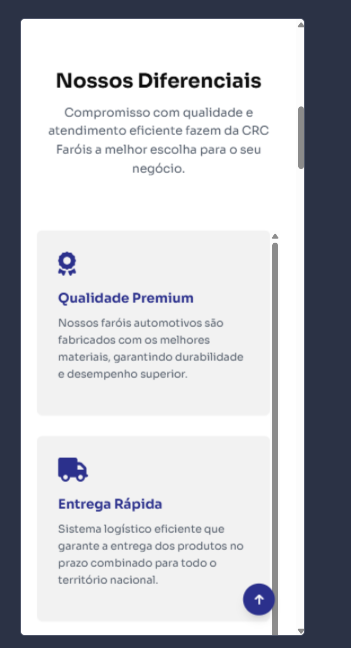 Nossos Diferenciais
Compromisso com qualidade e
atendimento eficiente fazem da CRC
Faróis a melhor escolha para o seu
negócio.
Qualidade Premium
Nossos faróis automotivos são
fabricados com os melhores
materiais, garantindo durabilidade
e desempenho superior.
Entrega Rápida
Sistema logístico eficiente que
garante a entrega dos produtos no
prazo combinado para todo o
território nacional.